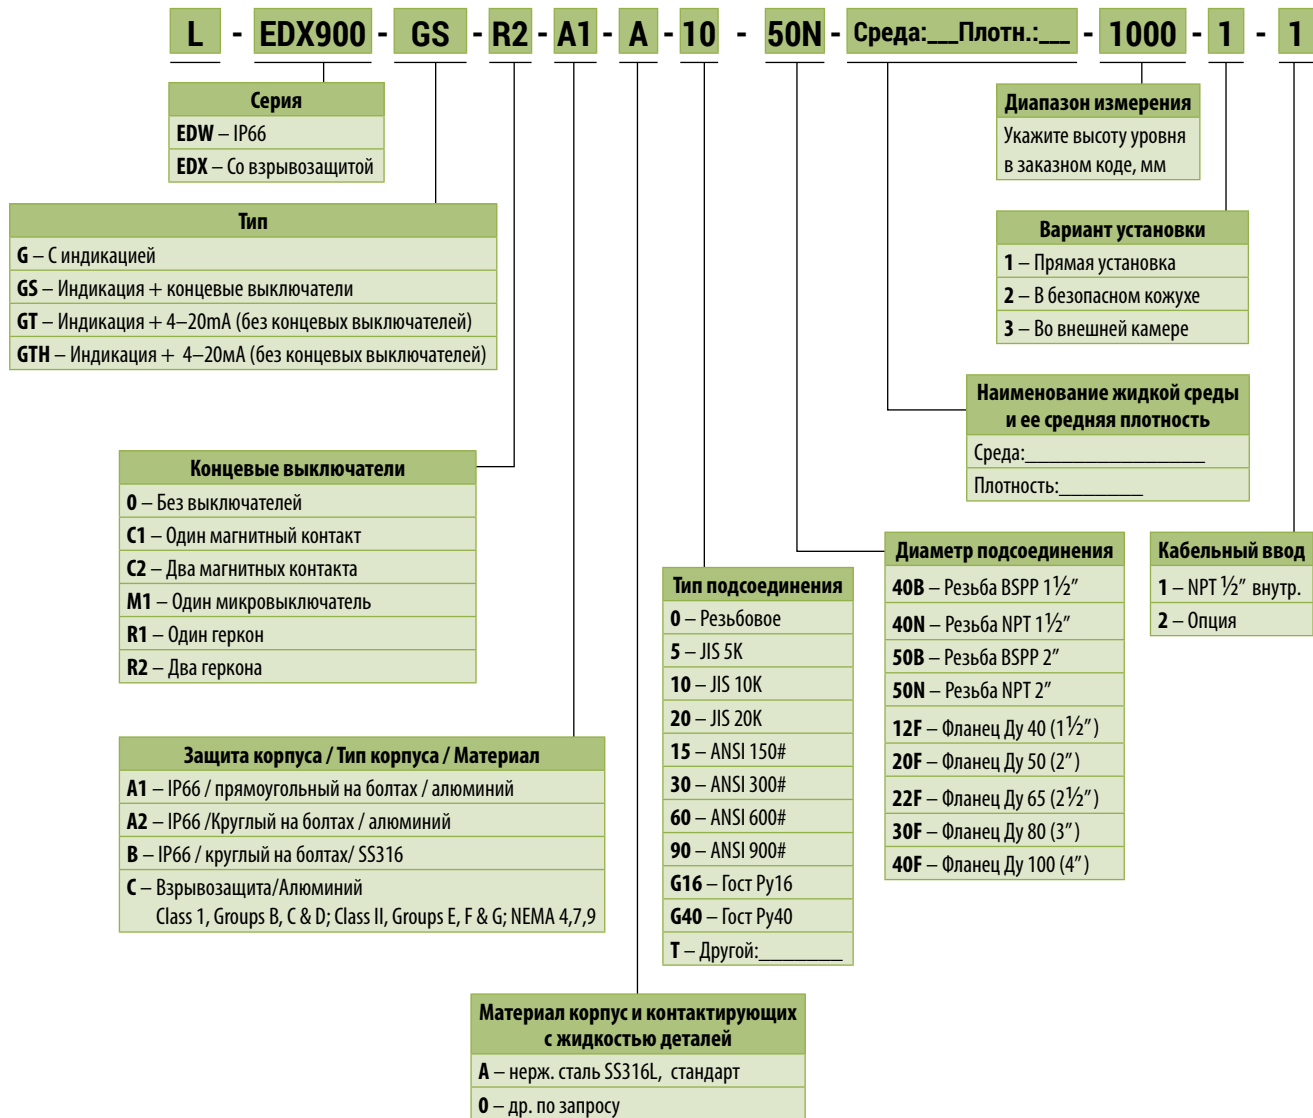 L - EDX900 - GS - R2 - A1 - A - 10 - 50N - Среда:___Плотн.:___ - 1000 - 1 - 1
Серия
EDW – IP66
EDX – Со взрывозащитой
Диапазон измерения
Укажите высоту уровня
в заказном коде, мм
Тип
G – С индикацией
GS – Индикация + концевые выключатели
GT – Индикация + 4–20mA (без концевых выключателей)
GTH – Индикация + 4–20мА (без концевых выключателей)
Вариант установки
1 – Прямая установка
2 – В безопасном кожухе
3 – Во внешней камере
Наименование жидкой среды
и ее средняя плотность
Среда:_______________
Плотность:_______
Концевые выключатели
0 – Без выключателей
C1 – Один магнитный контакт
C2 – Два магнитных контакта
M1 – Один микровыключатель
R1 – Один геркон
R2 – Два геркона
Тип подсоединения
0 – Резьбовое
5 – JIS 5K
10 – JIS 10K
20 – JIS 20K
15 – ANSI 150#
30 – ANSI 300#
60 – ANSI 600#
90 – ANSI 900#
G16 – Гост Ру16
G40 – Гост Ру40
T – Другой:_______
Диаметр подсоединения
40B – Резьба BSPP 1½"
40N – Резьба NPT 1½"
50B – Резьба BSPP 2"
50N – Резьба NPT 2"
12F – Фланец Ду 40 (1½")
20F – Фланец Ду 50 (2")
22F – Фланец Ду 65 (2½")
30F – Фланец Ду 80 (3")
40F – Фланец Ду 100 (4")
Кабельный ввод
1 – NPT ½" внутр.
2 – Опция
Защита корпуса / Тип корпуса / Материал
A1 – IP66 / прямоугольный на болтах / алюминий
A2 – IP66 /Круглый на болтах / алюминий
B – IP66 / круглый на болтах/ SS316
C – Взрывозащита/Алюминий
Class 1, Groups B, C & D; Class II, Groups E, F & G; NEMA 4,7,9
Материал корпус и контактирующих
с жидкостью деталей
A – нерж. сталь SS316L, стандарт
0 – др. по запросу